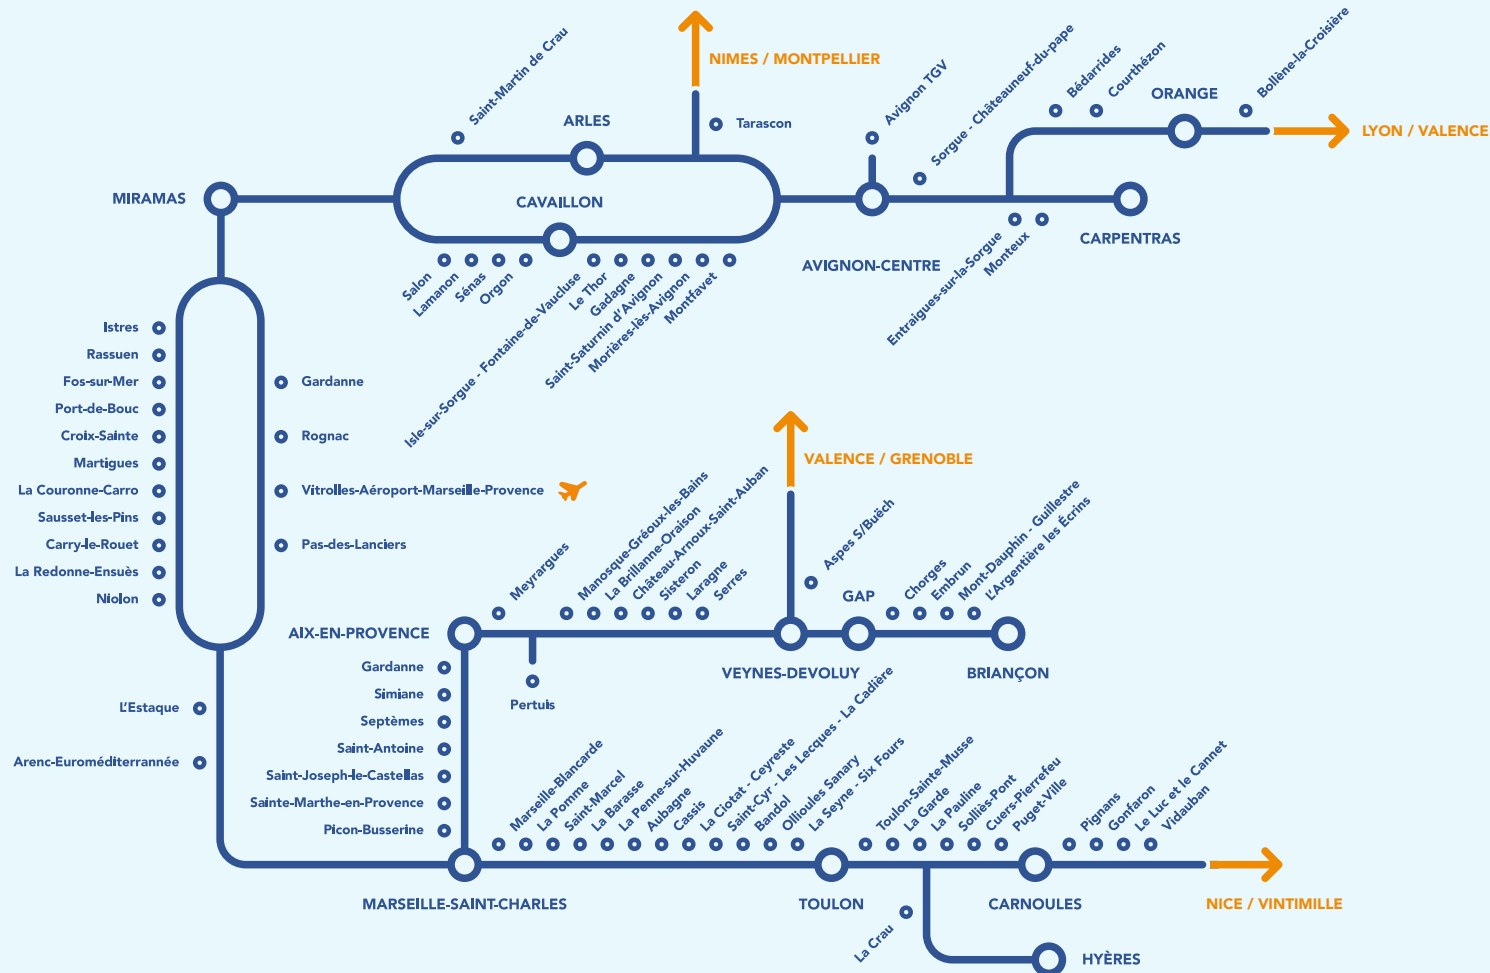 Saint-Martin de Crau
ARLES
NIMES / MONTPELLIER
Tarascon
Avignon TGV
Sorgue - Châteauneuf-du-pape
Bédarrides
Courthézon
ORANGE
Bollène-la-Croisière
LYON / VALENCE
MIRAMAS
CAVAILLON
AVIGNON-CENTRE
CARPENTRAS
Salon
Lamanon
Sénas
Orgon
Isle-sur-Sorgue - Fontaine-de-Vaucluse
Le Thor
Gadagne
Saint-Saturnin d'Avignon
Morières-lès-Avignon
Montfavet
Entraigues-sur-la-Sorgue
Monteux
Istres
Rassuen
Fos-sur-Mer
Port-de-Bouc
Croix-Sainte
Martigues
La Couronne-Carro
Sausset-les-Pins
Carry-le-Rouet
La Redonne-Ensuès
Niolon
Gardanne
Rognac
Vitrolles-Aéroport-Marseille-Provence
Pas-des-Lanciers
L'Estaque
Arenc-Euroméditerrannée
VALENCE / GRENOBLE
AIX-EN-PROVENCE
Meyrargues
Pertuis
Manosque-Gréoux-les-Bains
La Brillanne-Oraison
Château-Arnoux-Saint-Auban
Sisteron
Laragne
Serres
VEYNES-DEVOLUY
Aspes S/Buëch
GAP
Chorges
Embrun
Mont-Dauphin - Guillestre
L'Argentière les Écrins
BRIANÇON
Gardanne
Simiane
Septèmes
Saint-Antoine
Saint-Joseph-le-Castellas
Sainte-Marthe-en-Provence
Picon-Busserine
MARSEILLE-SAINT-CHARLES
Marseille-Blancarde
La Pomme
Saint-Marcel
La Barasse
La Penne-sur-Huvaune
Aubagne
Cassis
La Ciotat - Ceyreste
Saint-Cyr - Les Lecques - La Cadière
Bandol
Ollioules Sanary
La Seyne - Six Fours
TOULON
Toulon-Sainte-Musse
La Garde
La Pauline
Solliès-Pont
Cuers-Pierrefeu
Puget-Ville
CARNOULES
Pignans
Gonfaron
Le Luc et le Cannet
Vidauban
NICE / VINTIMILLE
La Crau
HYÈRES